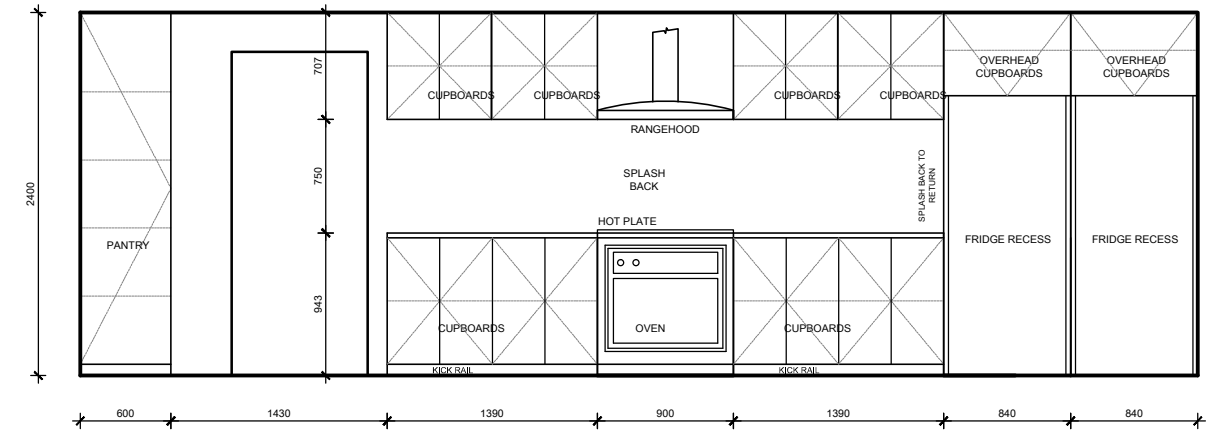 OVERHEAD
CUPBOARDS
OVERHEAD
CUPBOARDS
707
CUPBOARDS
CUPBOARDS
CUPBOARDS
CUPBOARDS
RANGEHOOD
2400
750
SPLASH
BACK
SPLASH BACK TO
RETURN
HOT PLATE
PANTRY
FRIDGE RECESS
FRIDGE RECESS
943
CUPBOARDS
OVEN
CUPBOARDS
KICK RAIL
KICK RAIL
600
1430
1390
900
1390
840
840